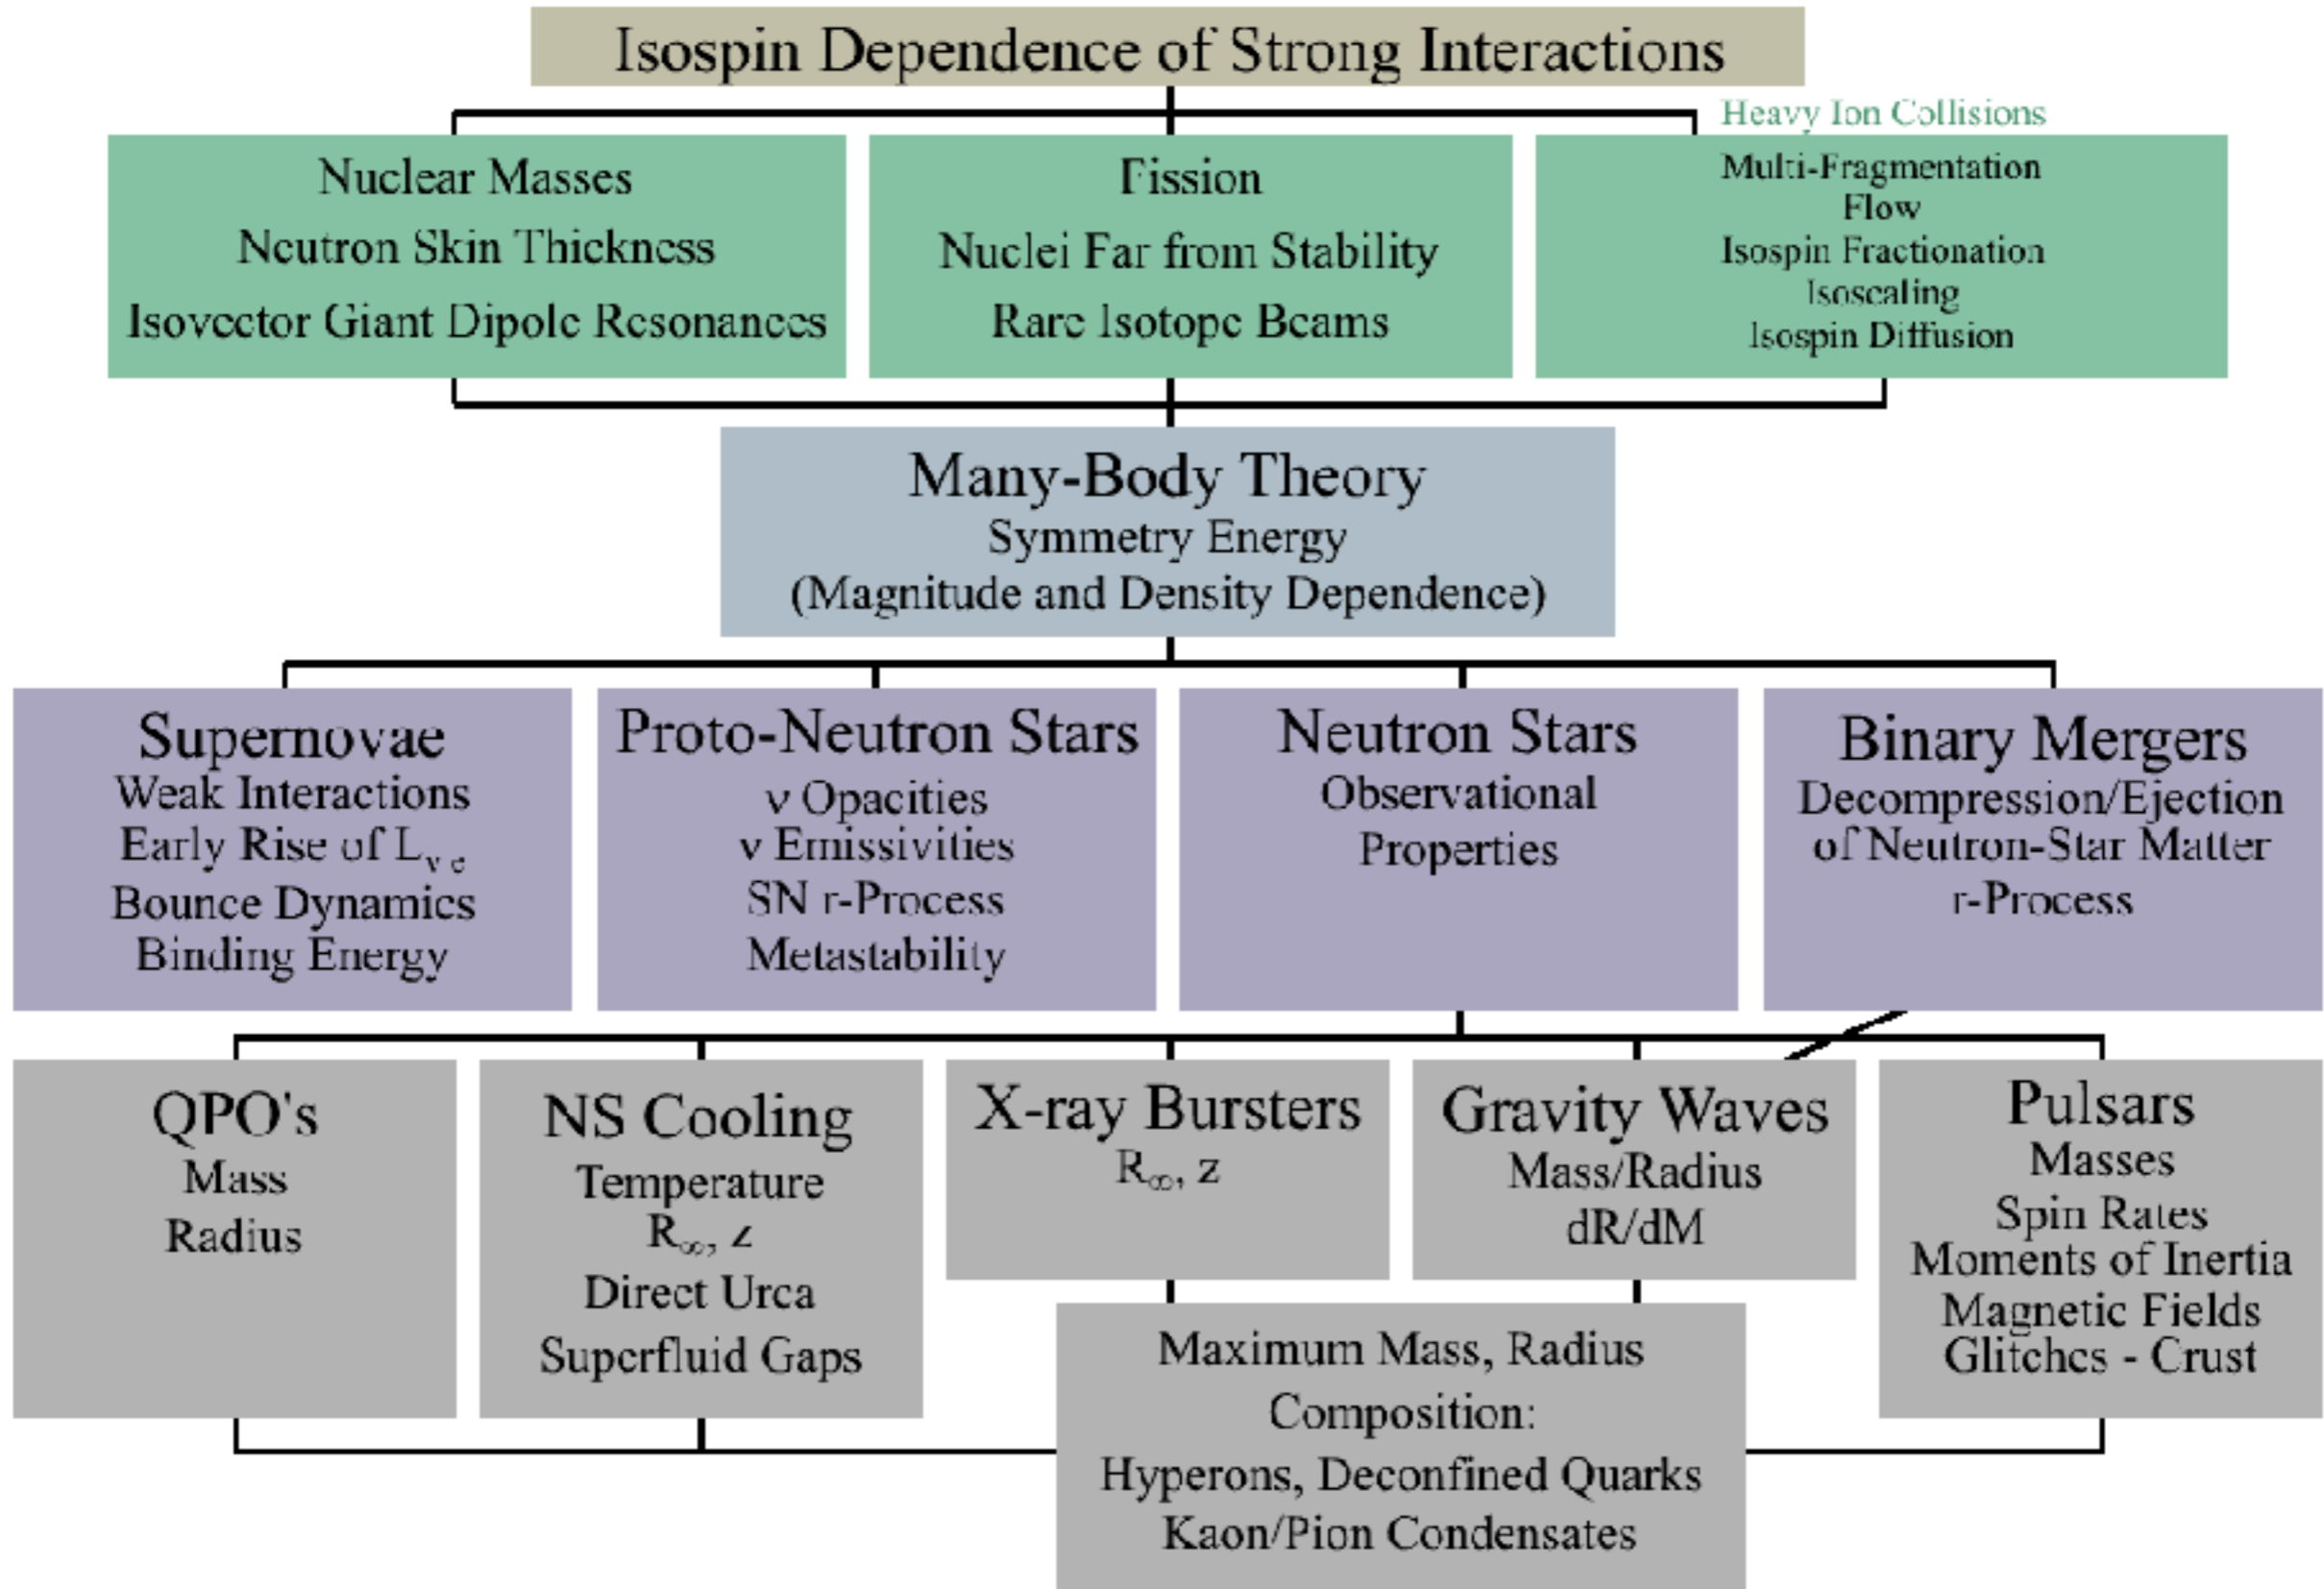 Isospin Dependence of Strong Interactions
Heavy Ion Collisions
Nuclear Masses
Neutron Skin Thickness
Isovector Giant Dipole Resonances
Fission
Nuclei Far from Stability
Rare Isotope Beams
Multi-Fragmentation
Flow
Isospin Fractionation
Isoscaling
Isospin Diffusion
Many-Body Theory
Symmetry Energy
(Magnitude and Density Dependence)
Supernovae
Weak Interactions
Early Rise of L_{ν e}
Bounce Dynamics
Binding Energy
Proto-Neutron Stars
ν Opacities
ν Emissivities
SN r-Process
Metastability
Neutron Stars
Observational
Properties
Binary Mergers
Decompression/Ejection
of Neutron-Star Matter
r-Process
QPO's
Mass
Radius
NS Cooling
Temperature
R∞, z
Direct Urca
Superfluid Gaps
X-ray Bursters
R∞, z
Gravity Waves
Mass/Radius
dR/dM
Pulsars
Masses
Spin Rates
Moments of Inertia
Magnetic Fields
Glitches - Crust
Maximum Mass, Radius
Composition:
Hyperons, Deconfined Quarks
Kaon/Pion Condensates